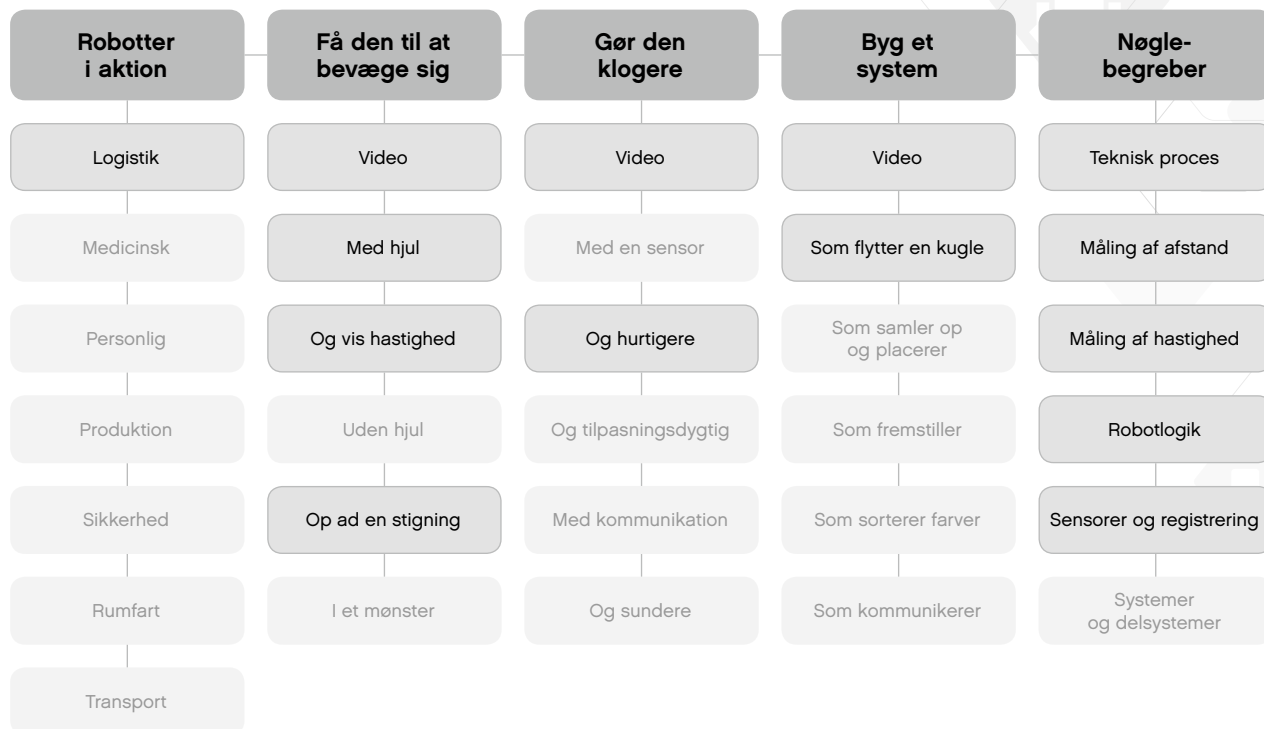 Robotter
i aktion
Logistik
Medicinsk
Personlig
Produktion
Sikkerhed
Rumfart
Transport
Få den til at
bevæge sig
Video
Med hjul
Og vis hastighed
Uden hjul
Op ad en stigning
I et mønster
Gør den
klogere
Video
Med en sensor
Og hurtigere
Og tilpasningsdygtig
Med kommunikation
Og sundere
Byg et
system
Video
Som flytter en kugle
Som samler op
og placerer
Som fremstiller
Som sorterer farver
Som kommunikerer
Nøgle-
begreber
Teknisk proces
Måling af afstand
Måling af hastighed
Robotlogik
Sensorer og registrering
Systemer
og delsystemer